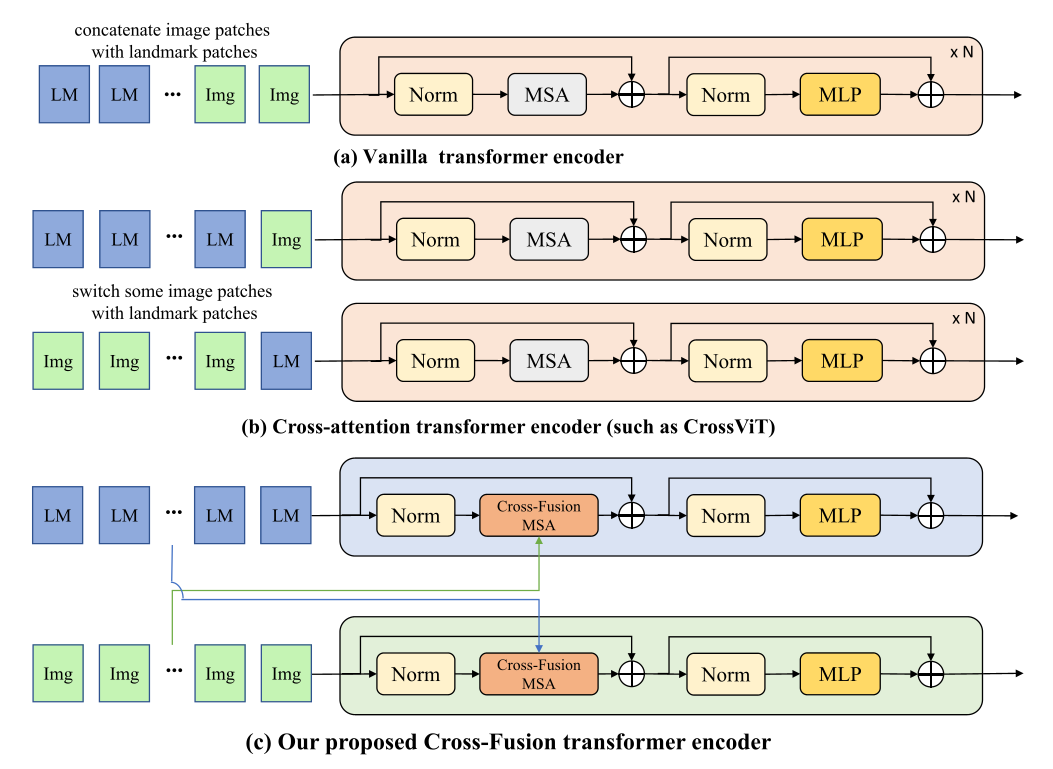 concatenate image patches
with landmark patches
LM LM ... Img Img
Norm MSA Norm MLP x N
(a) Vanilla transformer encoder
LM LM ... LM Img
Norm MSA Norm MLP x N
switch some image patches
with landmark patches
Img Img ... Img LM
Norm MSA Norm MLP x N
(b) Cross-attention transformer encoder (such as CrossViT)
LM LM ... LM LM
Norm Cross-Fusion
MSA
Norm MLP
Img Img ... Img Img
Norm Cross-Fusion
MSA
Norm MLP
(c) Our proposed Cross-Fusion transformer encoder